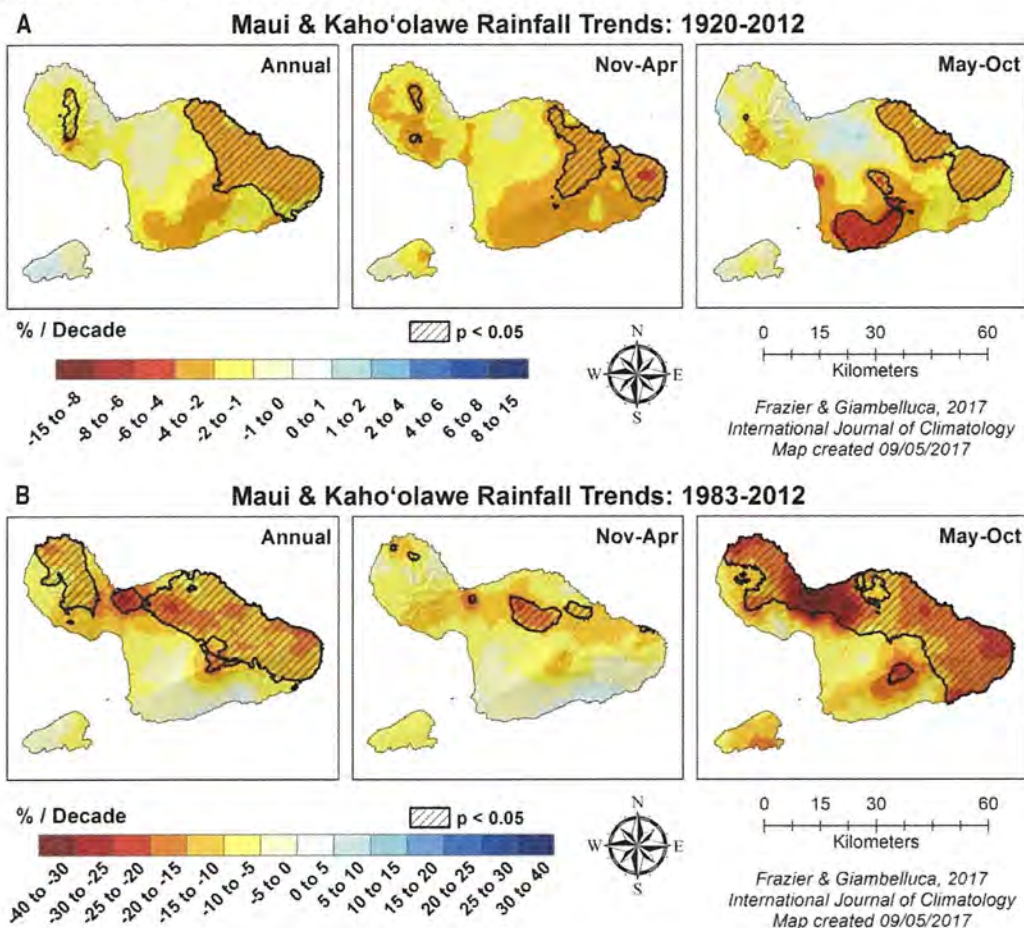 A
Maui & Kaho‘olawe Rainfall Trends: 1920-2012
Annual
Nov-Apr
May-Oct
% / Decade
p < 0.05
N
W E
S
0 15 30 60
Kilometers
-15 to -8
-8 to -6
-6 to -4
-4 to -2
-2 to -1
-1 to 0
0 to 1
1 to 2
2 to 4
4 to 6
6 to 8
8 to 15
Frazier & Giambelluca, 2017
International Journal of Climatology
Map created 09/05/2017
B
Maui & Kaho‘olawe Rainfall Trends: 1983-2012
Annual
Nov-Apr
May-Oct
% / Decade
p < 0.05
N
W E
S
0 15 30 60
Kilometers
-40 to -30
-30 to -25
-25 to -20
-20 to -15
-15 to -10
-10 to -5
-5 to 0
0 to 5
5 to 10
10 to 15
15 to 20
20 to 25
25 to 30
30 to 40
Frazier & Giambelluca, 2017
International Journal of Climatology
Map created 09/05/2017